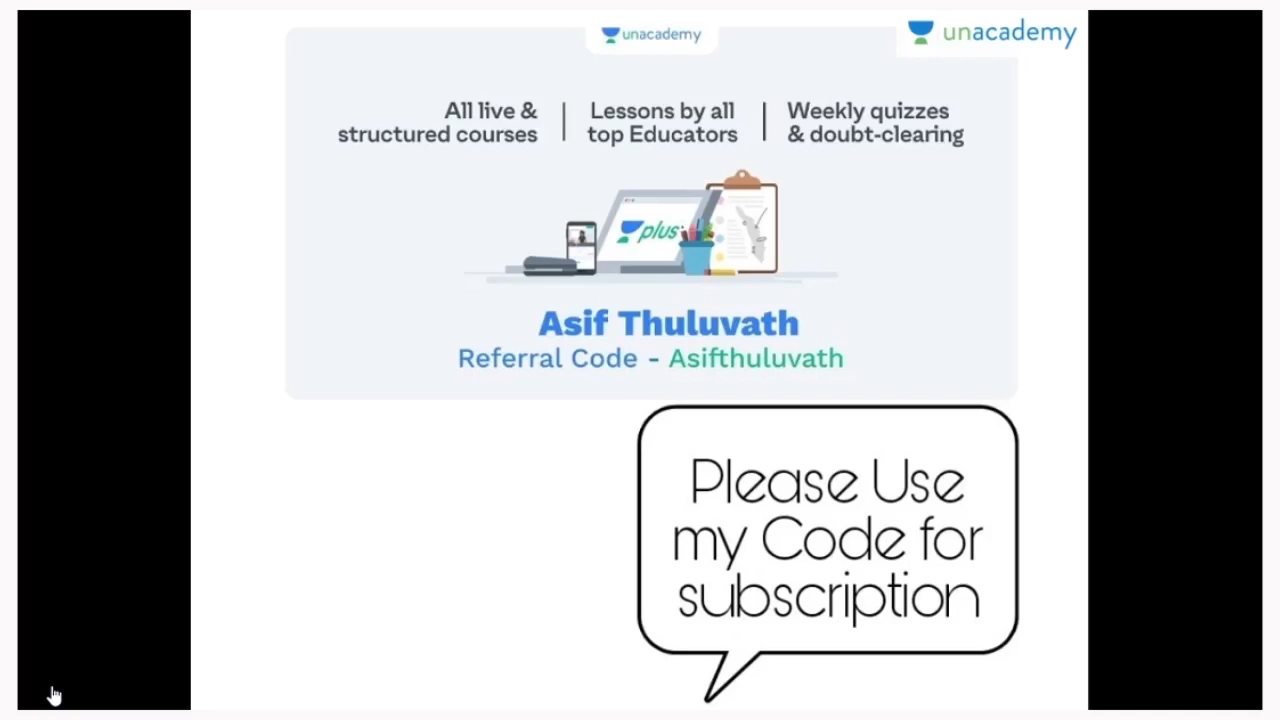 unacademy
unacademy
All live &
structured courses
Lessons by all
top Educators
Weekly quizzes
& doubt-clearing
plus
Asif Thuluvath
Referral Code - Asifthuluvath
Please Use
my Code for
subscription